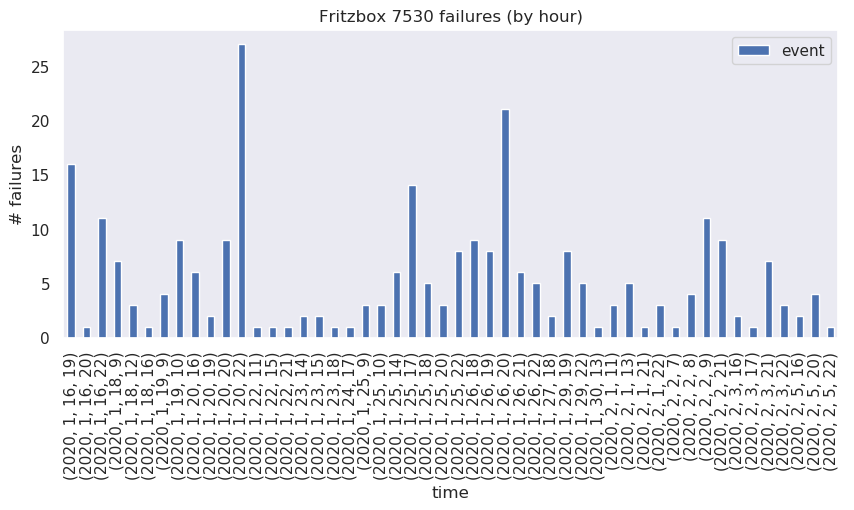 Fritzbox 7530 failures (by hour)
event
# failures
25
20
15
10
5
0
(2020, 1, 16, 19)
(2020, 1, 16, 20)
(2020, 1, 16, 22)
(2020, 1, 18, 9)
(2020, 1, 18, 12)
(2020, 1, 18, 16)
(2020, 1, 19, 9)
(2020, 1, 19, 10)
(2020, 1, 20, 16)
(2020, 1, 20, 19)
(2020, 1, 20, 20)
(2020, 1, 20, 22)
(2020, 1, 22, 11)
(2020, 1, 22, 15)
(2020, 1, 22, 21)
(2020, 1, 23, 14)
(2020, 1, 23, 15)
(2020, 1, 23, 18)
(2020, 1, 24, 17)
(2020, 1, 25, 9)
(2020, 1, 25, 10)
(2020, 1, 25, 14)
(2020, 1, 25, 17)
(2020, 1, 25, 18)
(2020, 1, 25, 20)
(2020, 1, 25, 22)
(2020, 1, 26, 18)
(2020, 1, 26, 19)
(2020, 1, 26, 20)
(2020, 1, 26, 21)
(2020, 1, 26, 22)
(2020, 1, 27, 18)
(2020, 1, 29, 19)
(2020, 1, 29, 22)
(2020, 1, 30, 13)
(2020, 2, 1, 11)
(2020, 2, 1, 13)
(2020, 2, 1, 21)
(2020, 2, 1, 22)
(2020, 2, 2, 7)
(2020, 2, 2, 8)
(2020, 2, 2, 9)
(2020, 2, 2, 21)
(2020, 2, 3, 16)
(2020, 2, 3, 17)
(2020, 2, 3, 21)
(2020, 2, 3, 22)
(2020, 2, 5, 16)
(2020, 2, 5, 20)
(2020, 2, 5, 22)
time